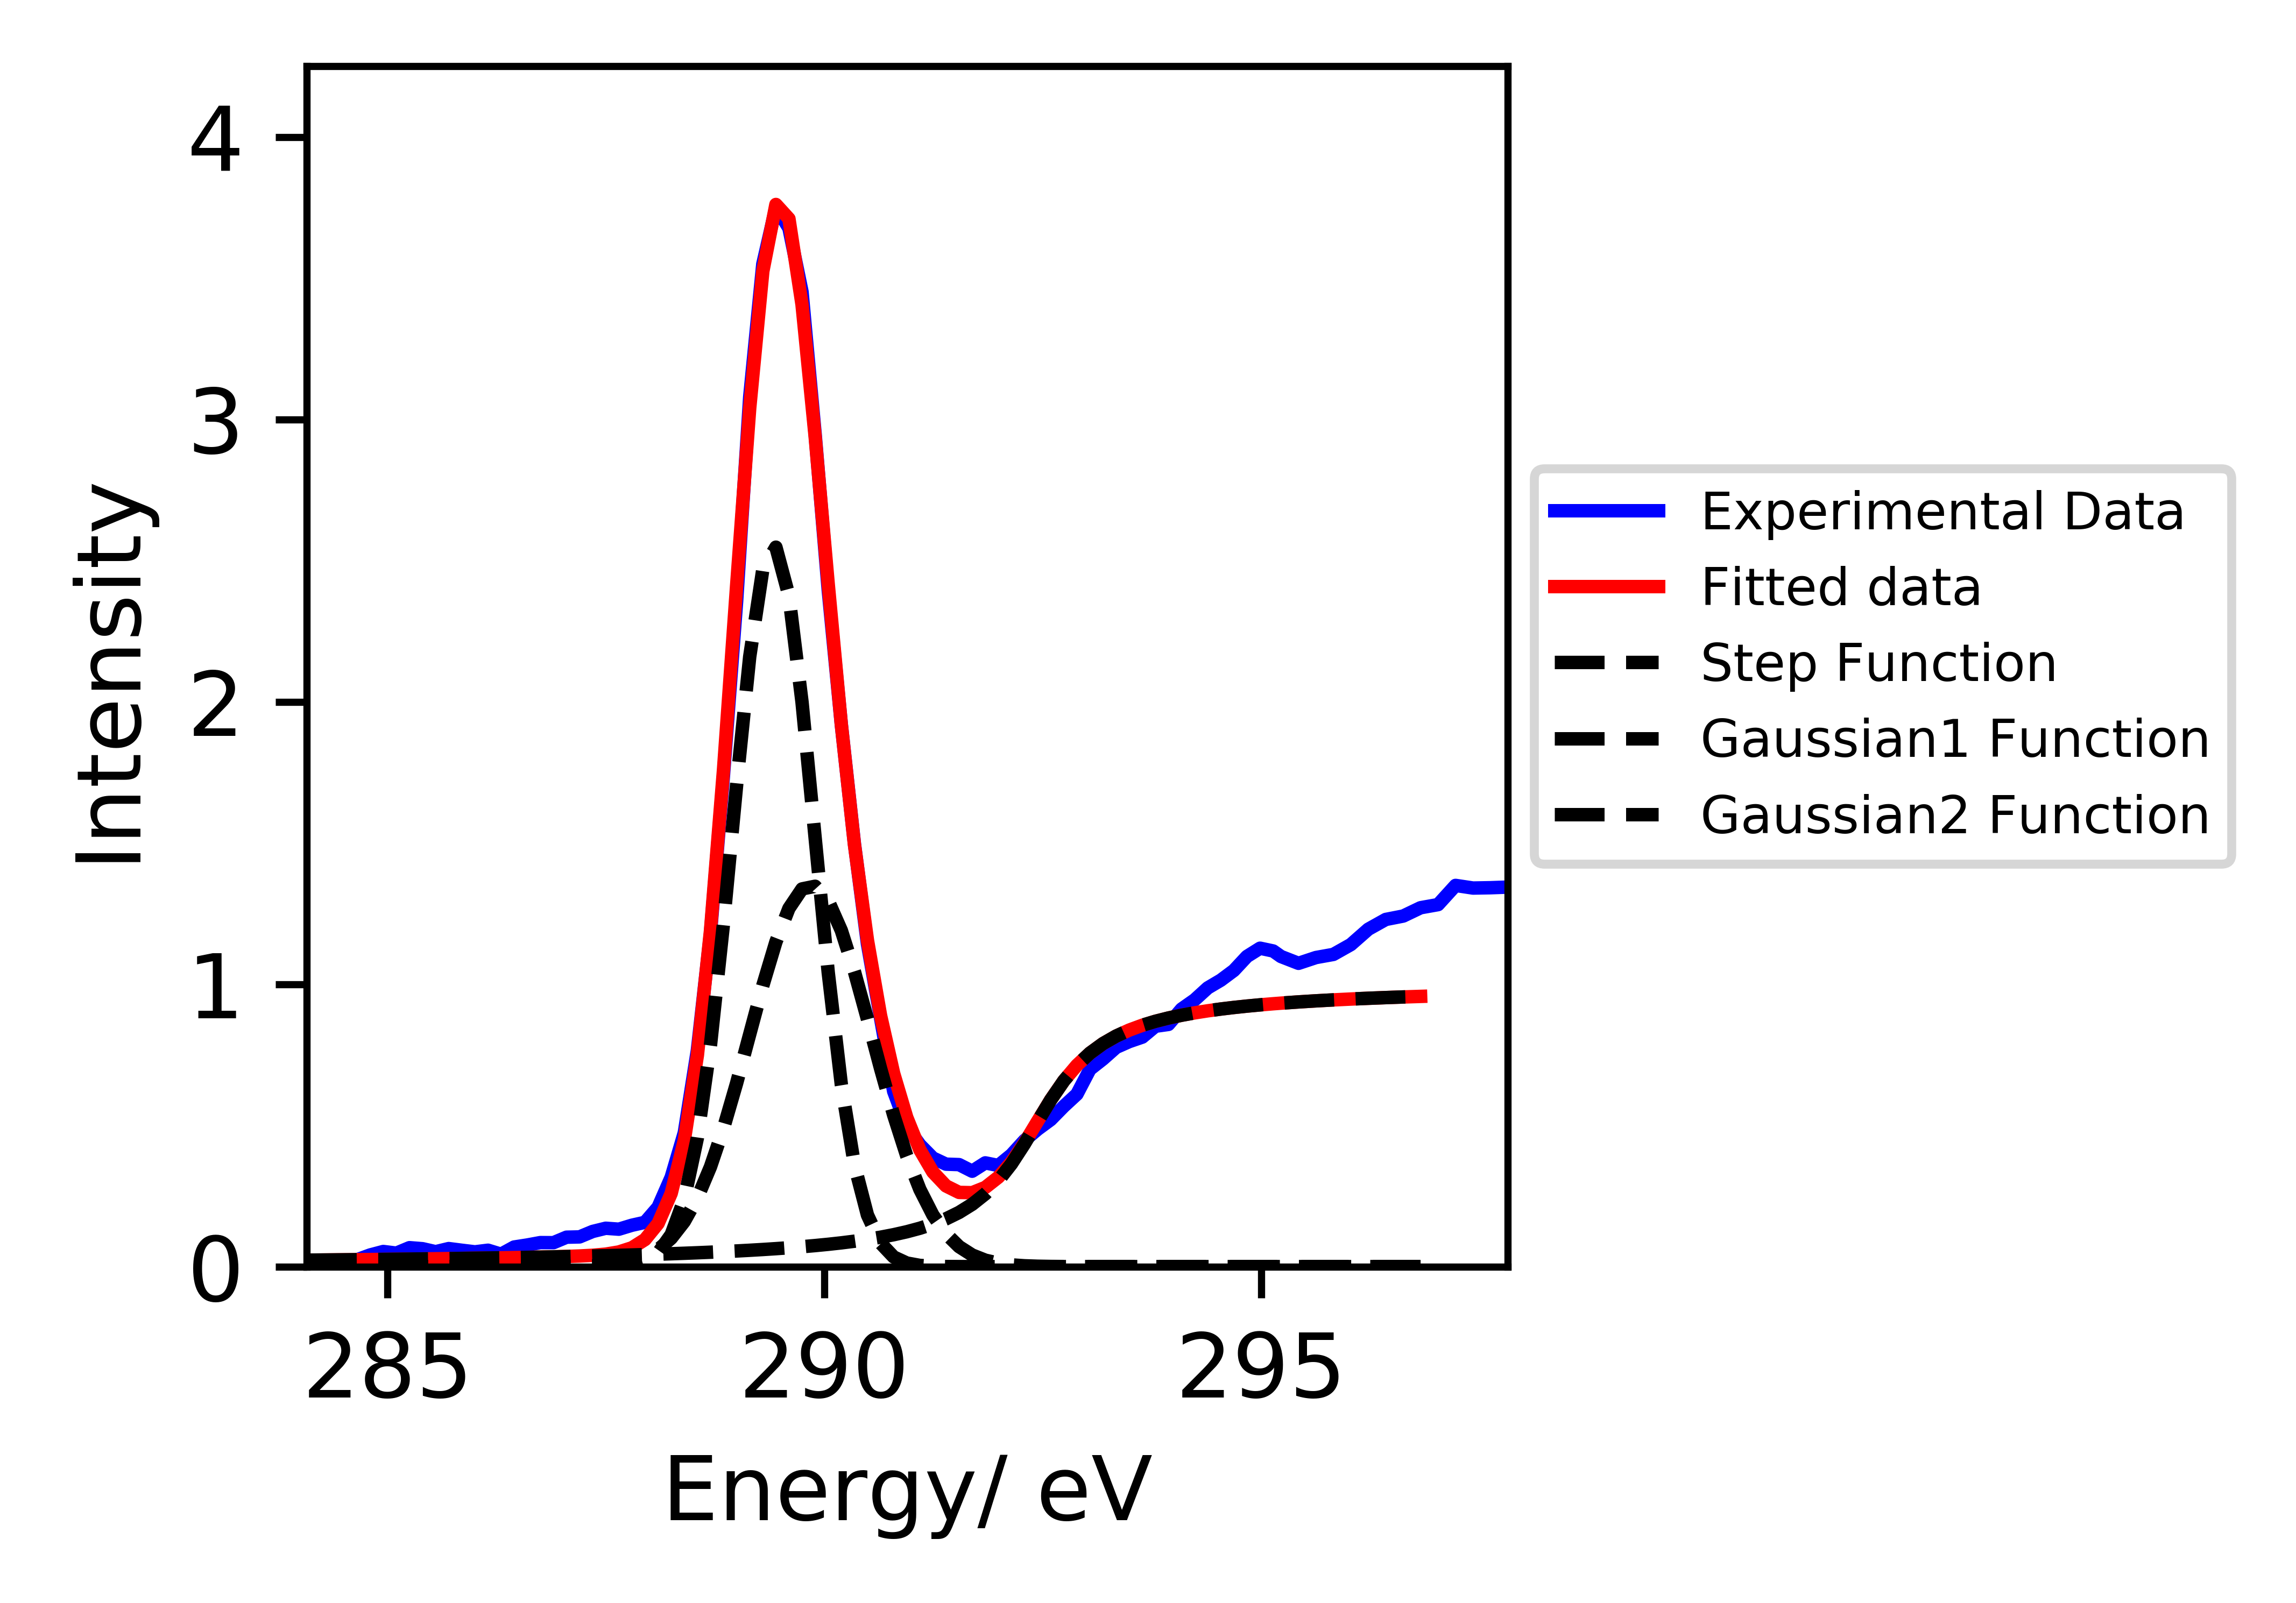 4
3
2
1
0
Intensity
285 290 295
Energy/ eV
Experimental Data
Fitted data
Step Function
Gaussian1 Function
Gaussian2 Function